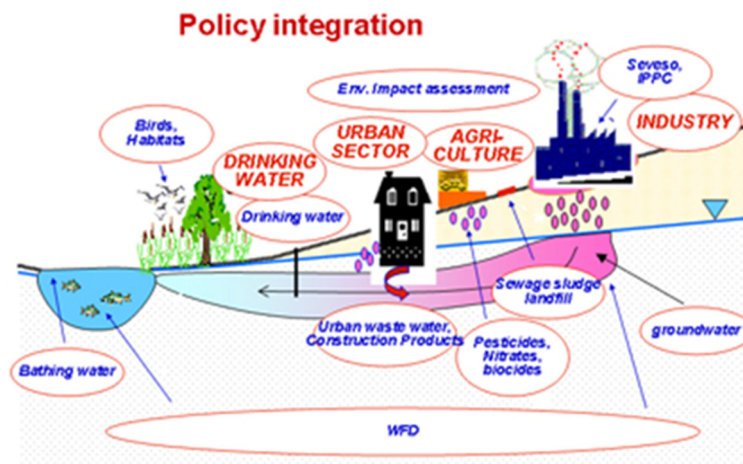 Policy integration
Env. Impact assessment
Seveso,
IPPC
INDUSTRY
Birds,
Habitats
URBAN
SECTOR
AGRI-
CULTURE
DRINKING
WATER
Drinking water
Sewage sludge
landfill
Urban waste water,
Construction Products
Pesticides,
Nitrates,
biocides
groundwater
Bathing water
WFD